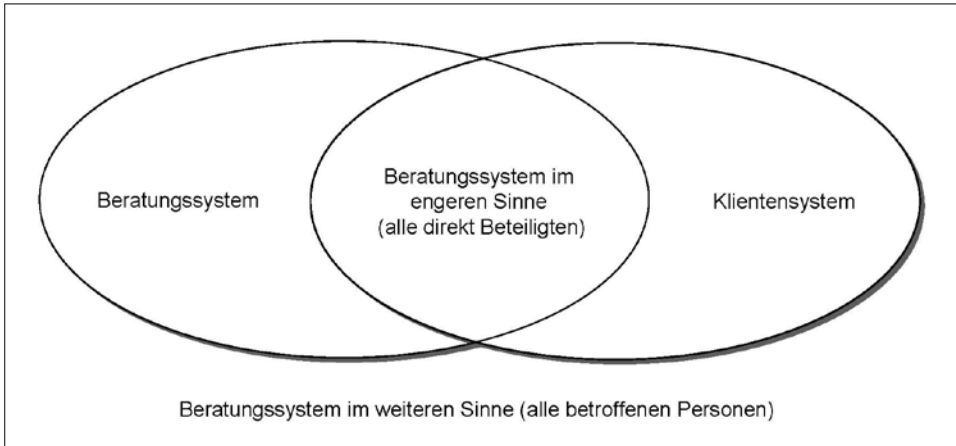 Beratungssystem
Beratungssystem im
engeren Sinne
(alle direkt Beteiligten)
Klientensystem
Beratungssystem im weiteren Sinne (alle betroffenen Personen)